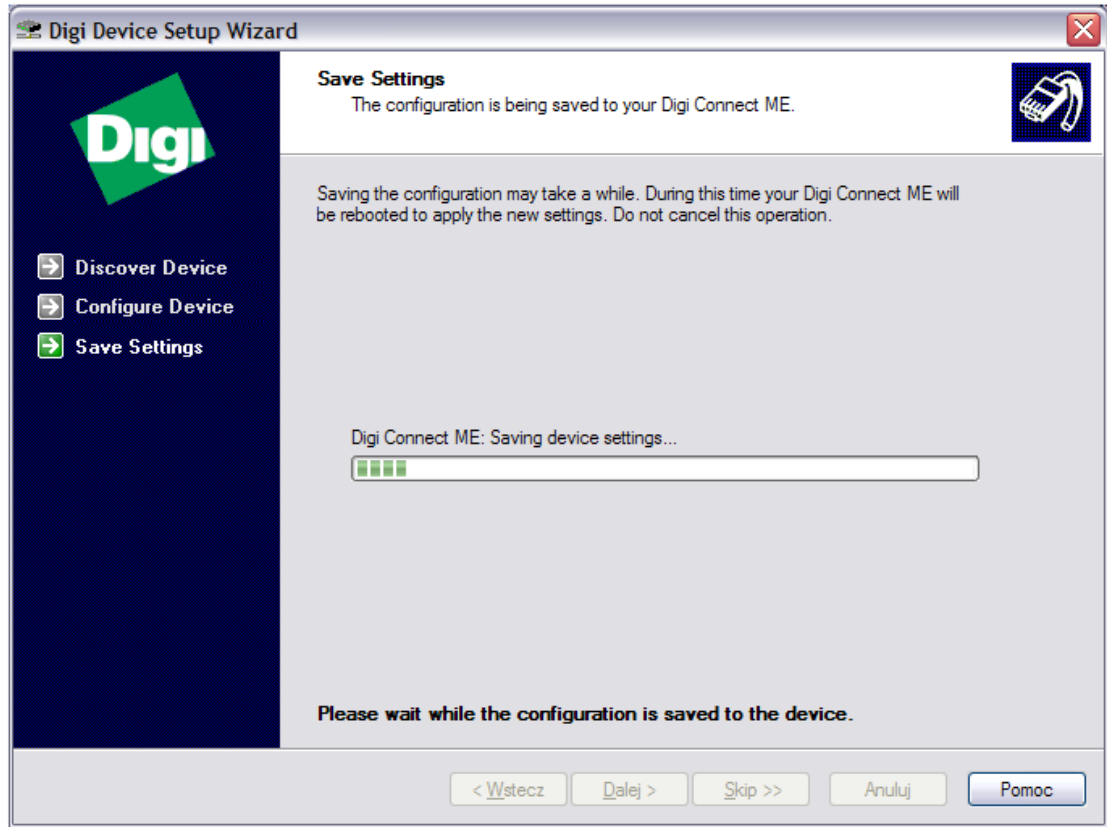 Digi Device Setup Wizard
Digi
Save Settings
The configuration is being saved to your Digi Connect ME.
Saving the configuration may take a while. During this time your Digi Connect ME will
be rebooted to apply the new settings. Do not cancel this operation.
Discover Device
Configure Device
Save Settings
Digi Connect ME: Saving device settings...
Please wait while the configuration is saved to the device.
< Wstecz
Dalej >
Skip >>
Anuluj
Pomoc